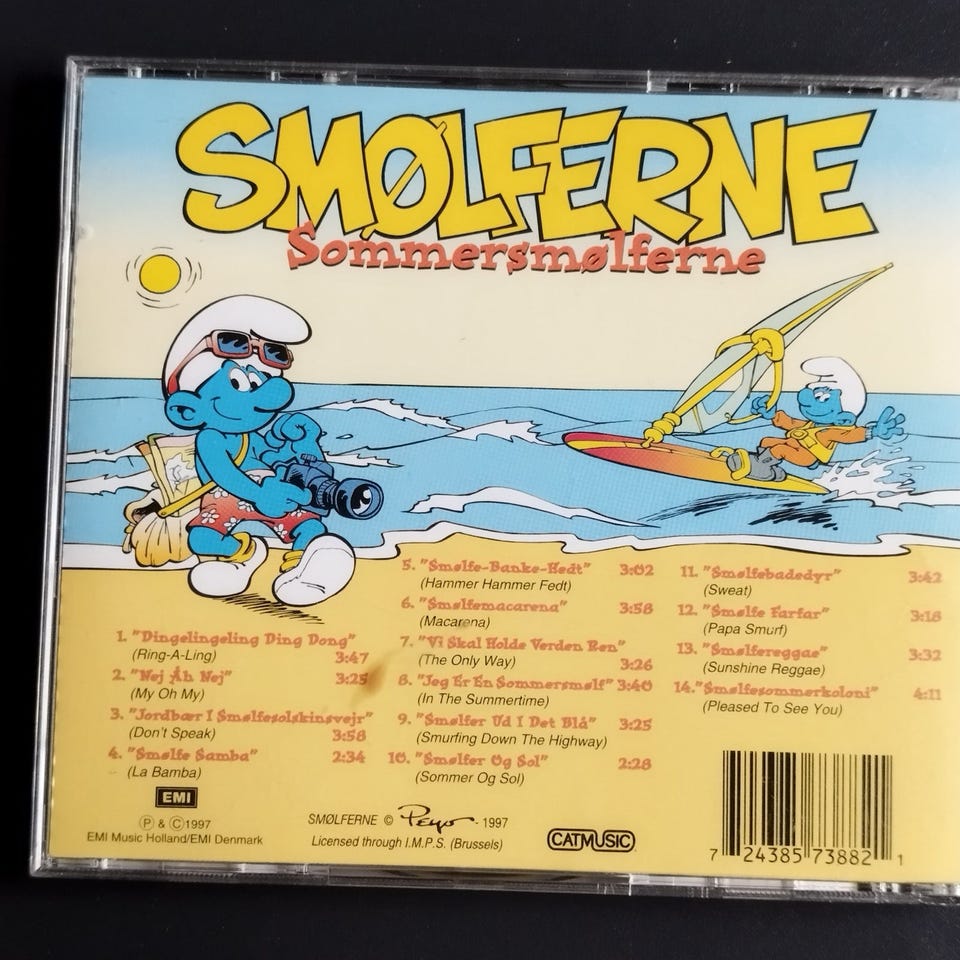 SMØLFERNE
Sommersmølferne
1. "Dingelingeling Ding Dong"
(Ring-A-Ling) 3:47
2. "Nej Åh Nej" 3:25
(My Oh My)
3. "Jordbær I Smølfesolskinsvejr"
(Don't Speak) 3:58
4. "Smølfe Samba" 2:34
(La Bamba)
5. "Smølfe-Banke-Hedt" 3:02
(Hammer Hammer Fedt)
6. "Smølfemacarena" 3:58
(Macarena)
7. "Vi Skal Holde Verden Ren"
(The Only Way) 3:26
8. "Jeg Er En Sommersmølf" 3:40
(In The Summertime)
9. "Smølfer Ud I Det Blå" 3:25
(Smurfing Down The Highway)
10. "Smølfer Og Sol" 2:28
(Sommer Og Sol)
11. "Smølfebadedyr" 3:42
(Sweat)
12. "Smølfe Farfar" 3:18
(Papa Smurf)
13. "Smølfereggae" 3:32
(Sunshine Reggae)
14. "Smølfesommerkoloni" 4:11
(Pleased To See You)
EMI
Ⓟ & Ⓒ1997
EMI Music Holland/EMI Denmark
SMØLFERNE © Peyo - 1997
Licensed through I.M.P.S. (Brussels)
CATMUSIC
7 24385 73882 1